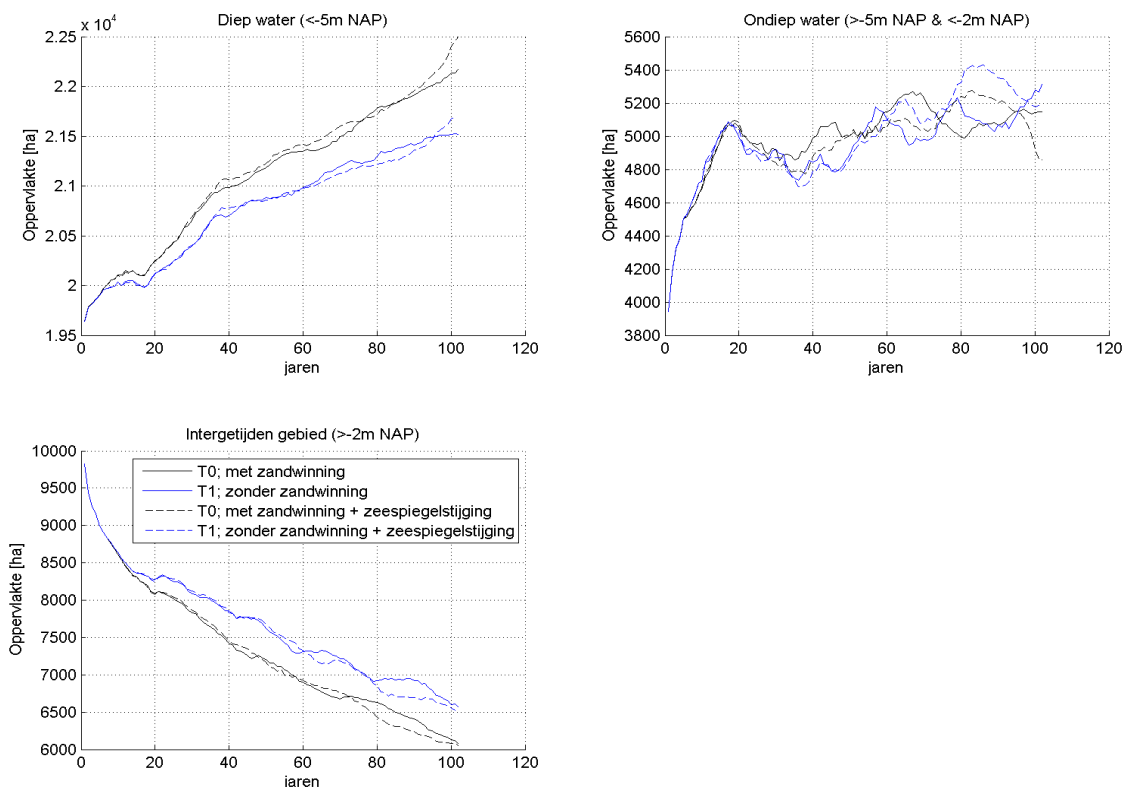 Diep water (<-5m NAP)
x 10^4
2.25
2.2
2.15
2.1
2.05
2
1.95
Oppervlakte [ha]
0 20 40 60 80 100 120
jaren
Ondiep water (>-5m NAP & <-2m NAP)
5600
5400
5200
5000
4800
4600
4400
4200
4000
3800
Oppervlakte [ha]
0 20 40 60 80 100 120
jaren
Intergetijden gebied (>-2m NAP)
10000
9500
9000
8500
8000
7500
7000
6500
6000
Oppervlakte [ha]
T0; met zandwinning
T1; zonder zandwinning
T0; met zandwinning + zeespiegelstijging
T1; zonder zandwinning + zeespiegelstijging
0 20 40 60 80 100 120
jaren